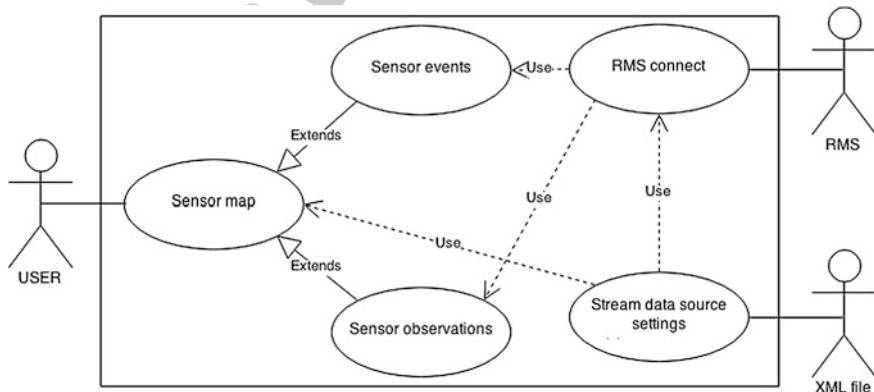 Sensor events
Use
RMS connect
RMS
Extends
Sensor map
Use
Use
USER
Use
Extends
Sensor observations
Stream data source
settings
XML file